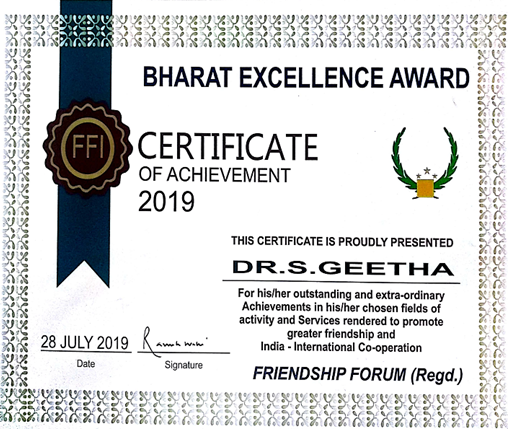 BHARAT EXCELLENCE AWARD
FFI
CERTIFICATE
OF ACHIEVEMENT
2019
THIS CERTIFICATE IS PROUDLY PRESENTED
DR.S.GEETHA
For his/her outstanding and extra-ordinary
Achievements in his/her chosen fields of
activity and Services rendered to promote
greater friendship and
India - International Co-operation
28 JULY 2019
Date
Signature
FRIENDSHIP FORUM (Regd.)